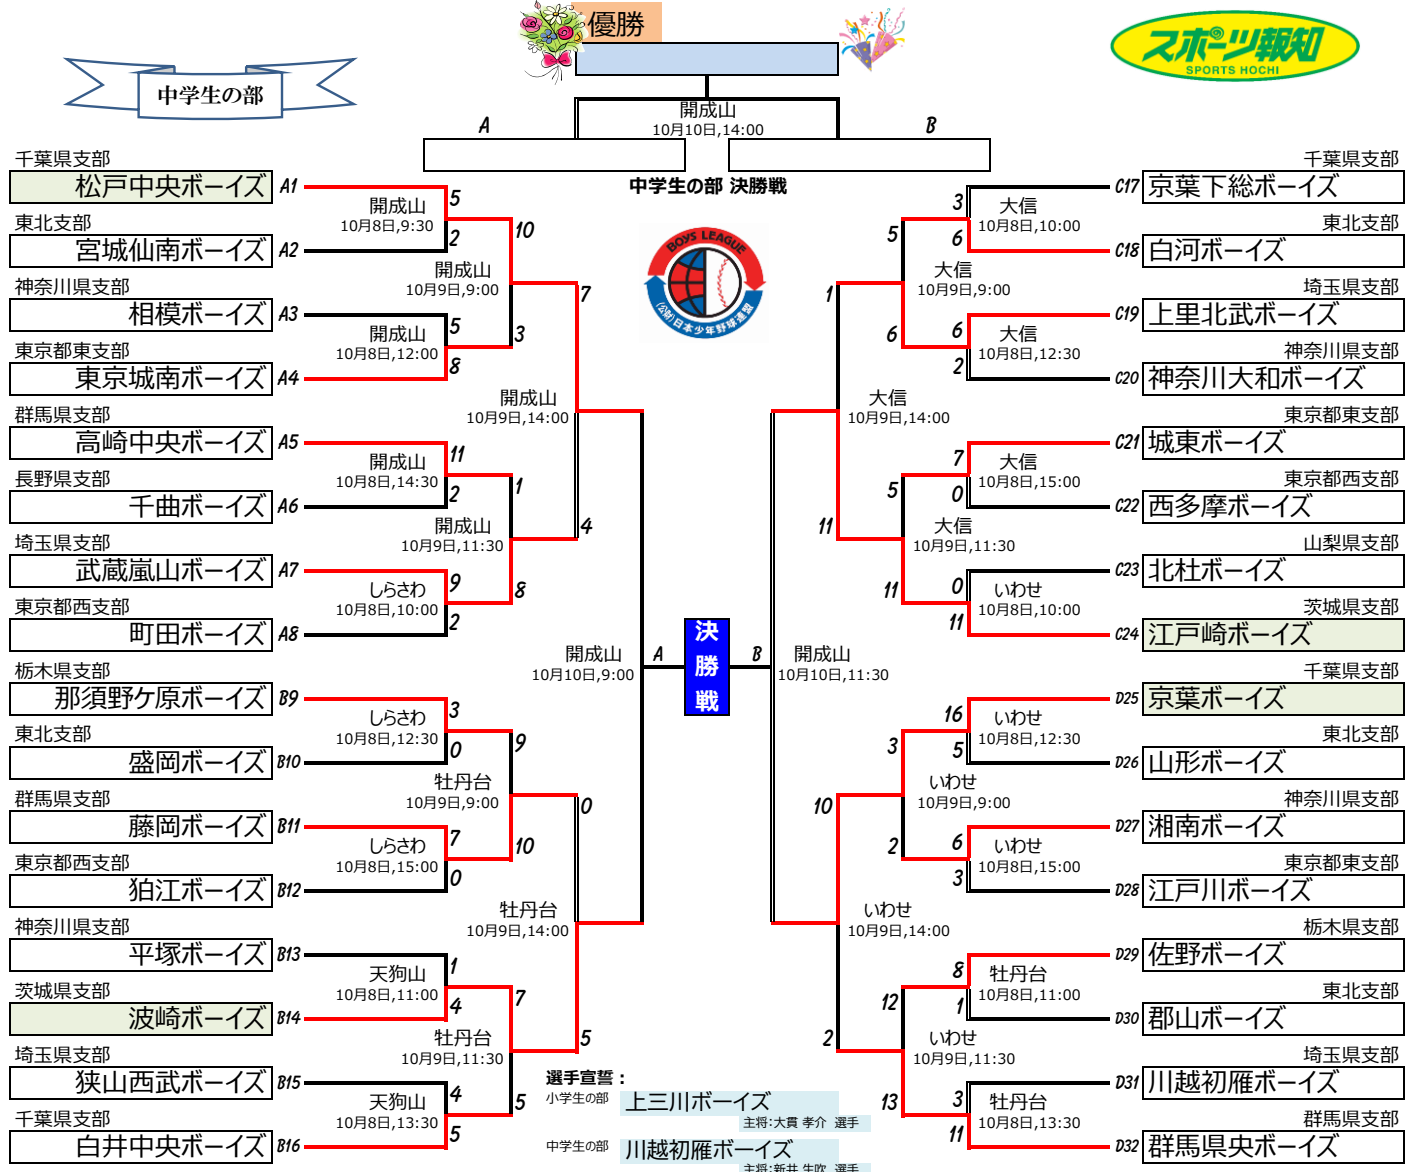 優勝
スポーツ報知
SPORTS HOCHI
中学生の部
開成山
10月10日,14:00
A
B
中学生の部 決勝戦
BOYS LEAGUE
(公財)日本少年野球連盟
千葉県支部
松戸中央ボーイズ A1
5
開成山
10月8日,9:30
東北支部
宮城仙南ボーイズ A2
2
10
開成山
10月9日,9:00
神奈川県支部
相模ボーイズ A3
5
3
開成山
10月8日,12:00
東京都東支部
東京城南ボーイズ A4
8
7
開成山
10月9日,14:00
群馬県支部
高崎中央ボーイズ A5
11
開成山
10月8日,14:30
長野県支部
千曲ボーイズ A6
2
1
開成山
10月9日,11:30
4
埼玉県支部
武蔵嵐山ボーイズ A7
9
8
しらさわ
10月8日,10:00
東京都西支部
町田ボーイズ A8
2
開成山
10月10日,9:00
A
決勝戦
B
開成山
10月10日,11:30
栃木県支部
那須野ケ原ボーイズ B9
3
しらさわ
10月8日,12:30
東北支部
盛岡ボーイズ B10
0
9
牡丹台
10月9日,9:00
0
群馬県支部
藤岡ボーイズ B11
7
10
しらさわ
10月8日,15:00
東京都西支部
狛江ボーイズ B12
0
牡丹台
10月9日,14:00
神奈川県支部
平塚ボーイズ B13
1
天狗山
10月8日,11:00
茨城県支部
波崎ボーイズ B14
4
7
牡丹台
10月9日,11:30
5
埼玉県支部
狭山西武ボーイズ B15
4
5
天狗山
10月8日,13:30
千葉県支部
白井中央ボーイズ B16
5
千葉県支部
C17 京葉下総ボーイズ
3
大信
10月8日,10:00
東北支部
C18 白河ボーイズ
6
5
大信
10月9日,9:00
1
埼玉県支部
C19 上里北武ボーイズ
6
6
大信
10月8日,12:30
神奈川県支部
C20 神奈川大和ボーイズ
2
大信
10月9日,14:00
東京都東支部
C21 城東ボーイズ
7
大信
10月8日,15:00
東京都西支部
C22 西多摩ボーイズ
0
5
大信
10月9日,11:30
11
山梨県支部
C23 北杜ボーイズ
0
11
いわせ
10月8日,10:00
茨城県支部
C24 江戸崎ボーイズ
11
千葉県支部
D25 京葉ボーイズ
16
いわせ
10月8日,12:30
東北支部
D26 山形ボーイズ
5
3
いわせ
10月9日,9:00
10
神奈川県支部
D27 湘南ボーイズ
6
2
いわせ
10月8日,15:00
東京都東支部
D28 江戸川ボーイズ
3
いわせ
10月9日,14:00
栃木県支部
D29 佐野ボーイズ
8
牡丹台
10月8日,11:00
東北支部
D30 郡山ボーイズ
1
12
いわせ
10月9日,11:30
2
埼玉県支部
D31 川越初雁ボーイズ
3
13
牡丹台
10月8日,13:30
群馬県支部
D32 群馬県央ボーイズ
11
選手宣誓：
小学生の部 上三川ボーイズ
主将:大貫 孝介 選手
中学生の部 川越初雁ボーイズ
主将:新井 生吹 選手